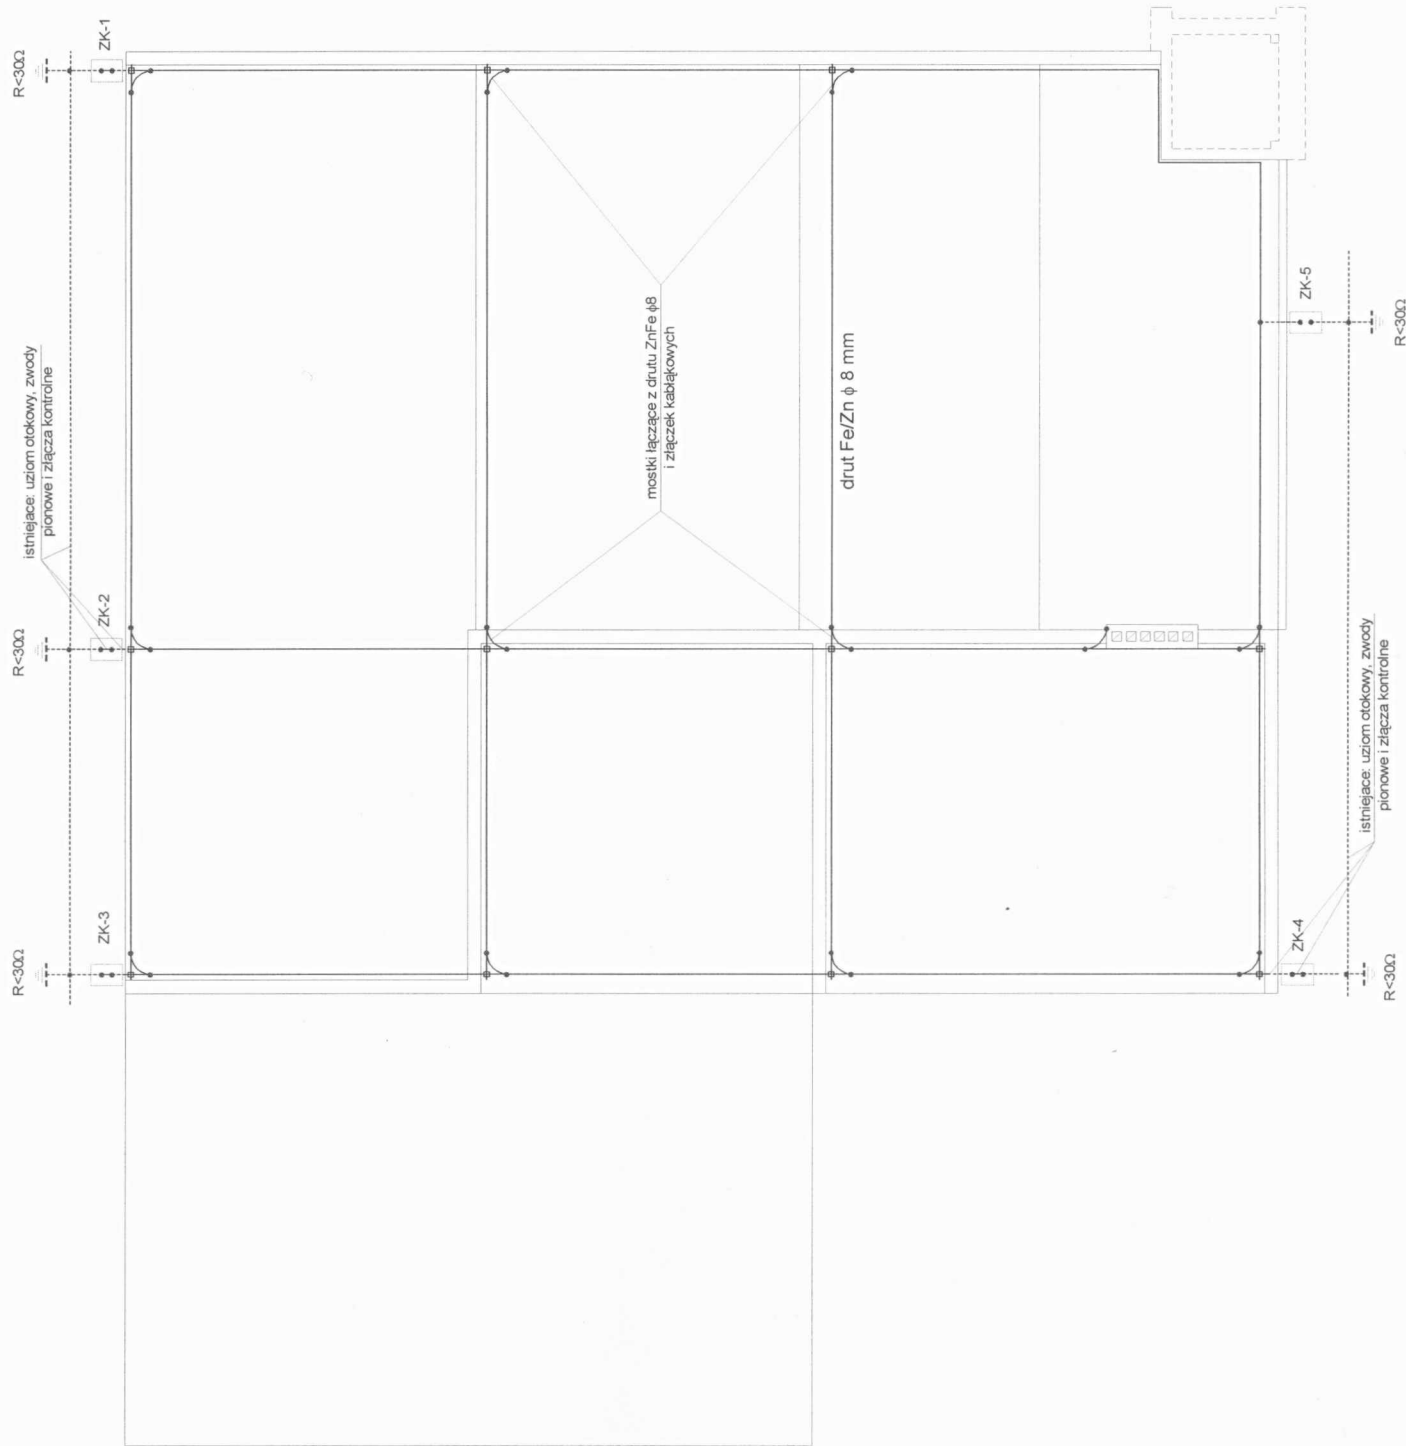 R<30Ω
ZK-1
istniejace: uziom otokowy, zwody
pionowe i złącza kontrolne
R<30Ω
ZK-2
R<30Ω
ZK-3
mostki łączące z drutu ZnFe ϕ8
i złączek kabłąkowych
drut Fe/Zn ϕ 8 mm
ZK-5
R<30Ω
istniejace: uziom otokowy, zwody
pionowe i złącza kontrolne
ZK-4
R<30Ω